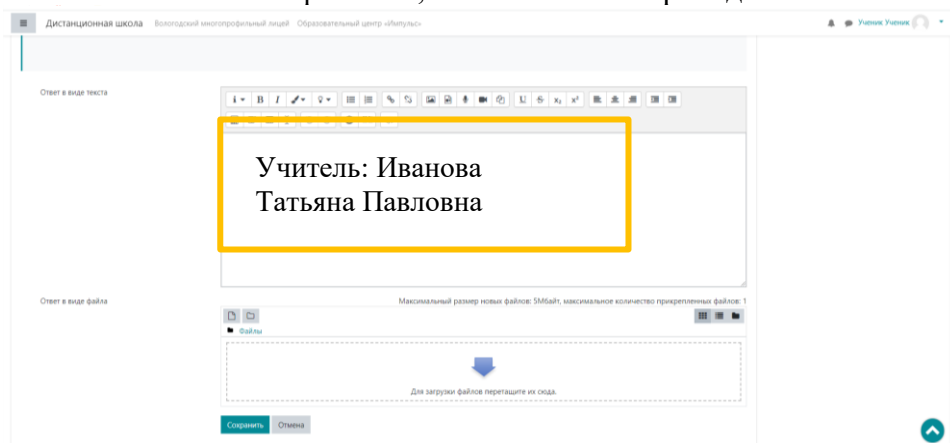 Дистанционная школа Вологодский многопрофильный лицей Образовательный центр «Импульс» Ученик Ученик
Ответ в виде текста
Учитель: Иванова
Татьяна Павловна
Ответ в виде файла
Максимальный размер новых файлов: 5Мбайт, максимальное количество прикрепленных файлов: 1
Файлы
Для загрузки файлов перетащите их сюда.
Сохранить Отмена